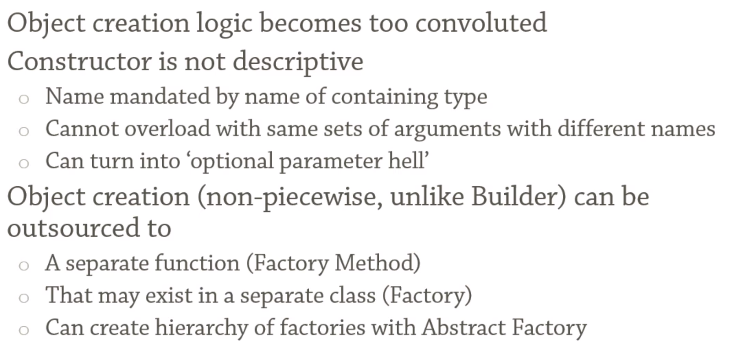 Object creation logic becomes too convoluted
Constructor is not descriptive
○ Name mandated by name of containing type
○ Cannot overload with same sets of arguments with different names
○ Can turn into ‘optional parameter hell’
Object creation (non-piecewise, unlike Builder) can be
outsourced to
○ A separate function (Factory Method)
○ That may exist in a separate class (Factory)
○ Can create hierarchy of factories with Abstract Factory